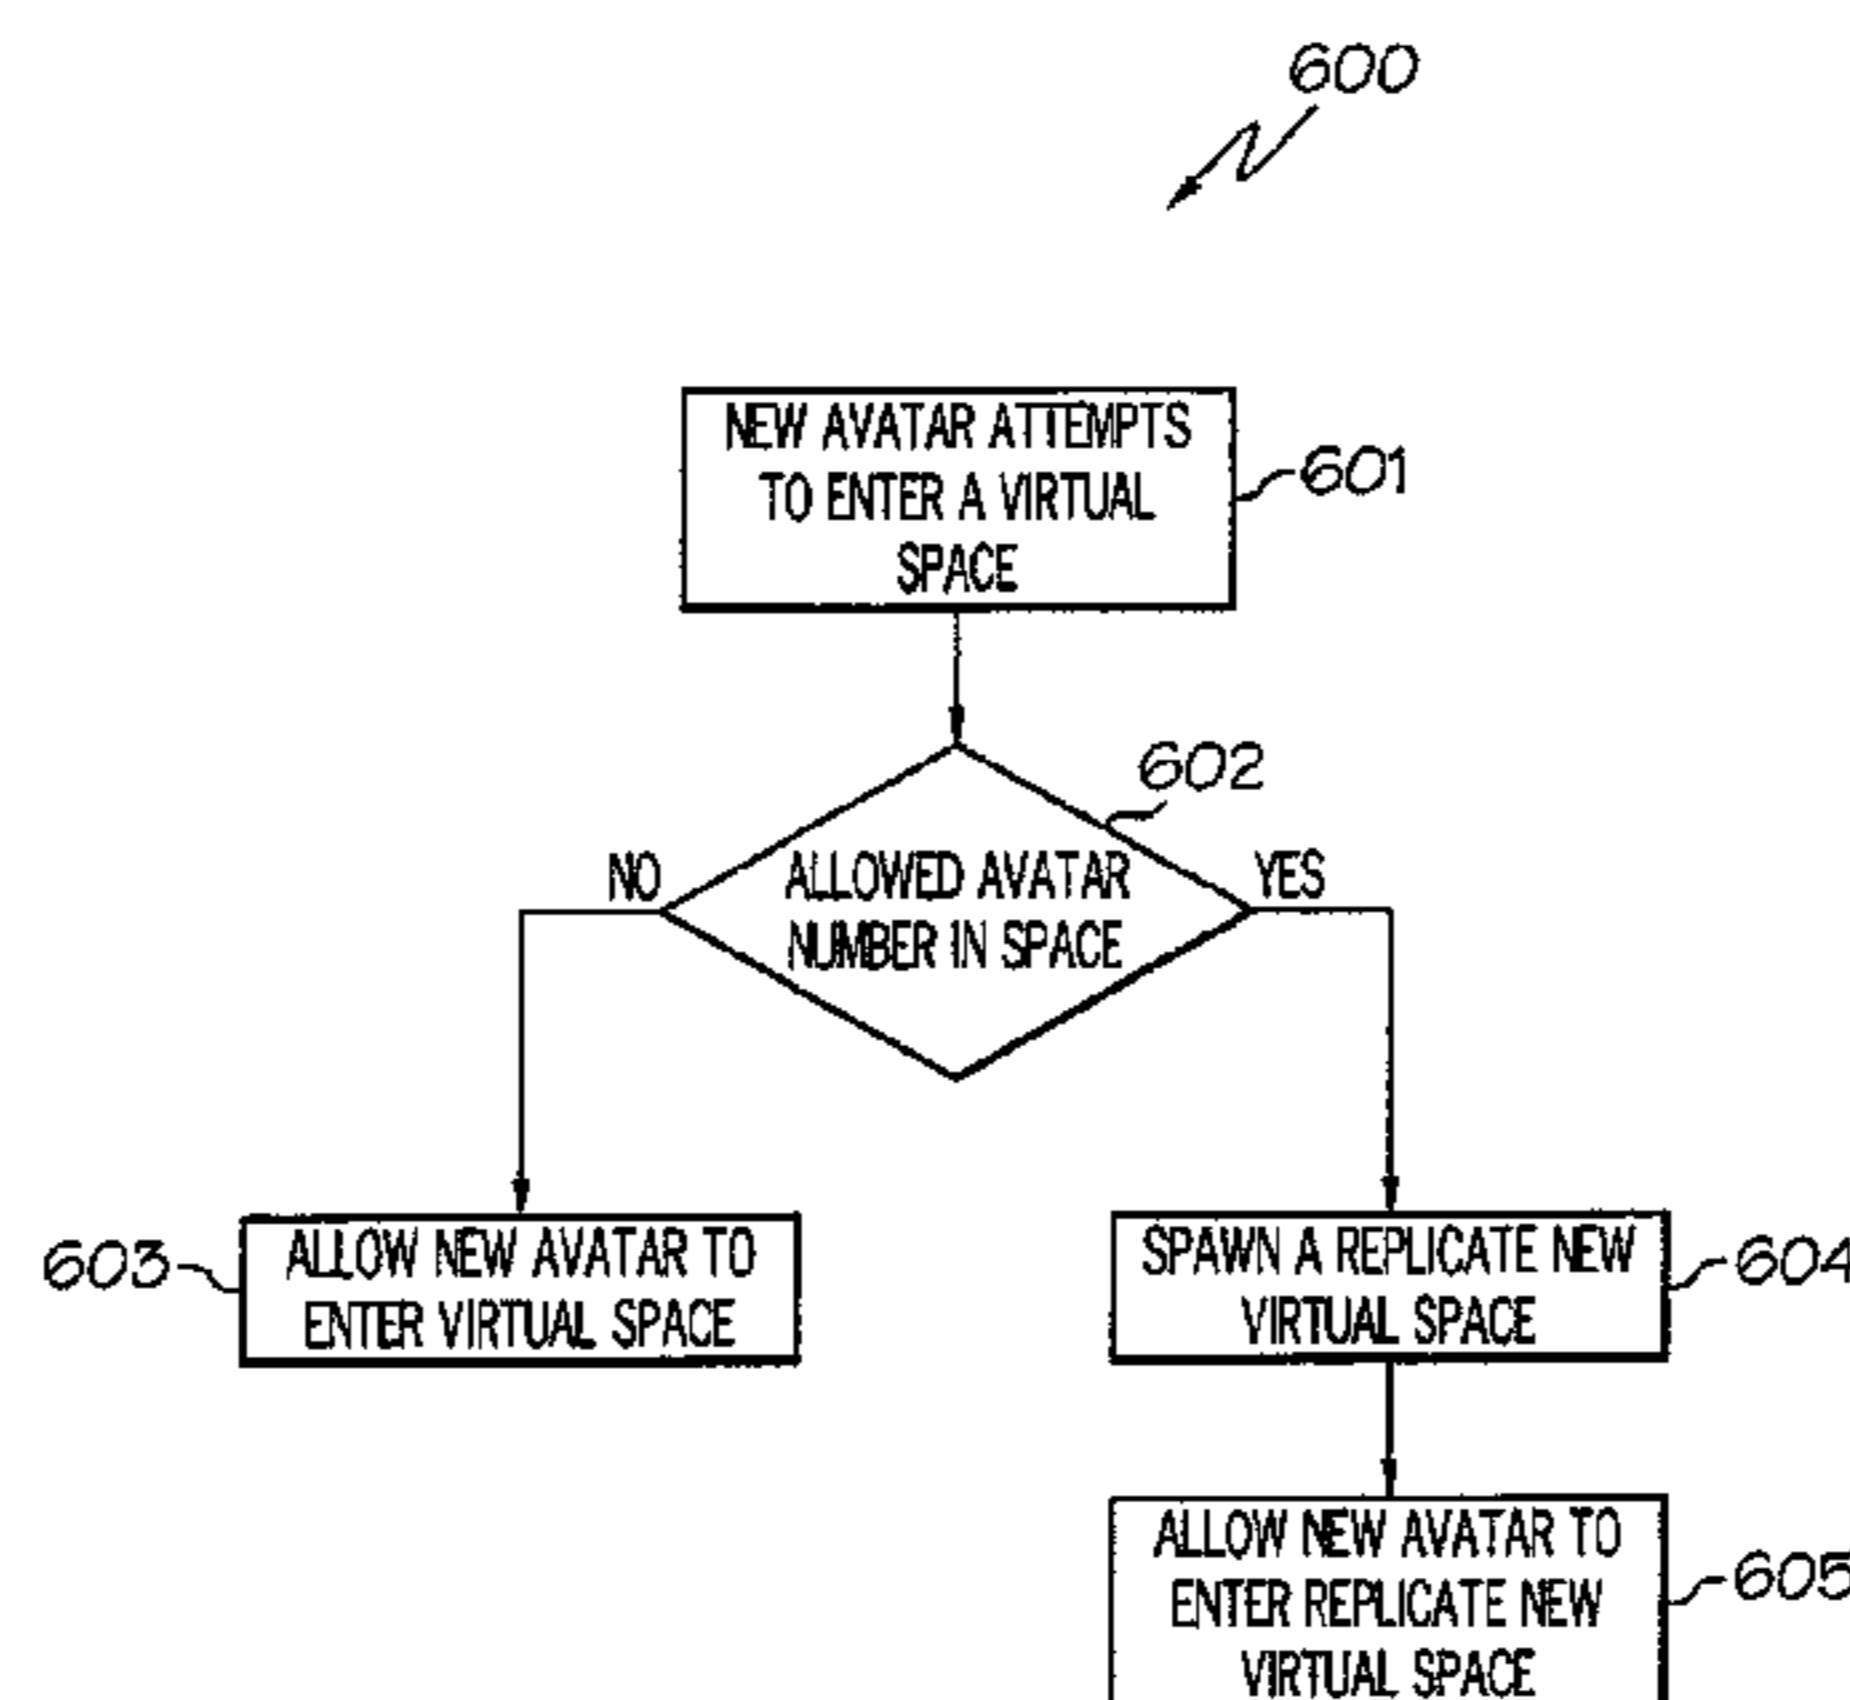 600
NEW AVATAR ATTEMPTS
TO ENTER A VIRTUAL
SPACE
601
602
NO
ALLOWED AVATAR
NUMBER IN SPACE
YES
603
ALLOW NEW AVATAR TO
ENTER VIRTUAL SPACE
SPAWN A REPLICATE NEW
VIRTUAL SPACE
604
ALLOW NEW AVATAR TO
ENTER REPLICATE NEW
VIRTUAL SPACE
605